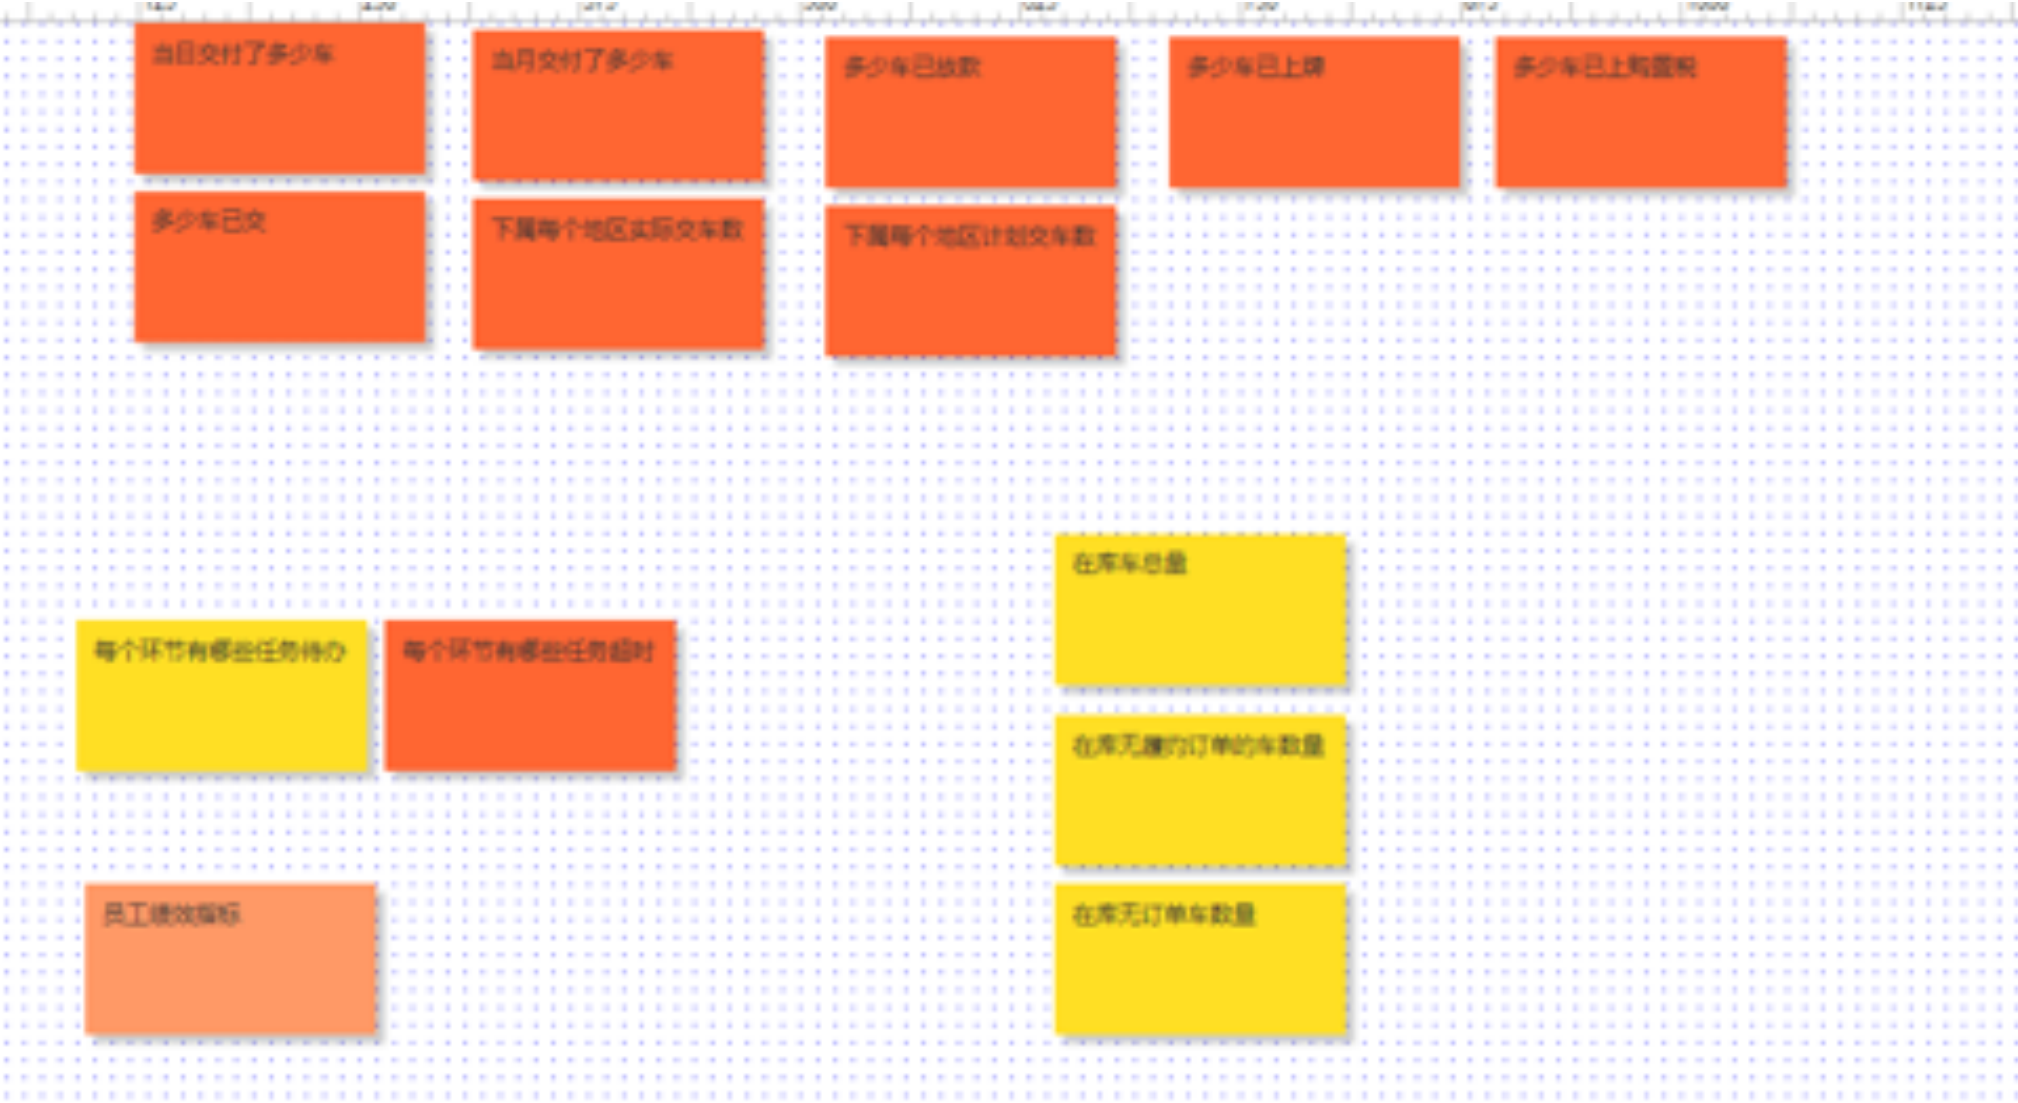 当日交付了多少车
当月交付了多少车
多少车已放款
多少车已上牌
多少车已上购置税
多少车已交
下属每个地区实际交车数
下属每个地区计划交车数
在库车总量
每个环节有哪些任务待办
每个环节有哪些任务超时
在库无 订单的车数量
员工绩效指标
在库无订单车数量